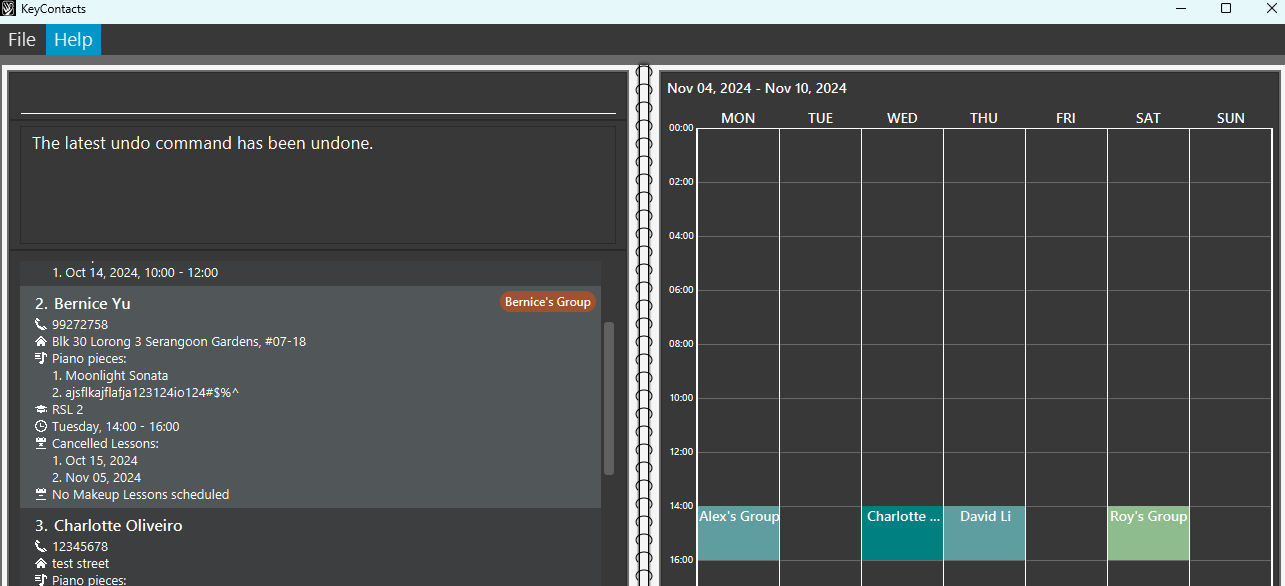 KeyContacts
File Help
The latest undo command has been undone.
1. Oct 14, 2024, 10:00 - 12:00
2. Bernice Yu
Bernice's Group
99272758
Blk 30 Lorong 3 Serangoon Gardens, #07-18
Piano pieces:
1. Moonlight Sonata
2. ajsflkajflafja123124io124#$%^
RSL 2
Tuesday, 14:00 - 16:00
Cancelled Lessons:
1. Oct 15, 2024
2. Nov 05, 2024
No Makeup Lessons scheduled
3. Charlotte Oliveiro
12345678
test street
Piano pieces:
Nov 04, 2024 - Nov 10, 2024
MON TUE WED THU FRI SAT SUN
00:00
02:00
04:00
06:00
08:00
10:00
12:00
14:00
Alex's Group Charlotte ... David Li Roy's Group
16:00